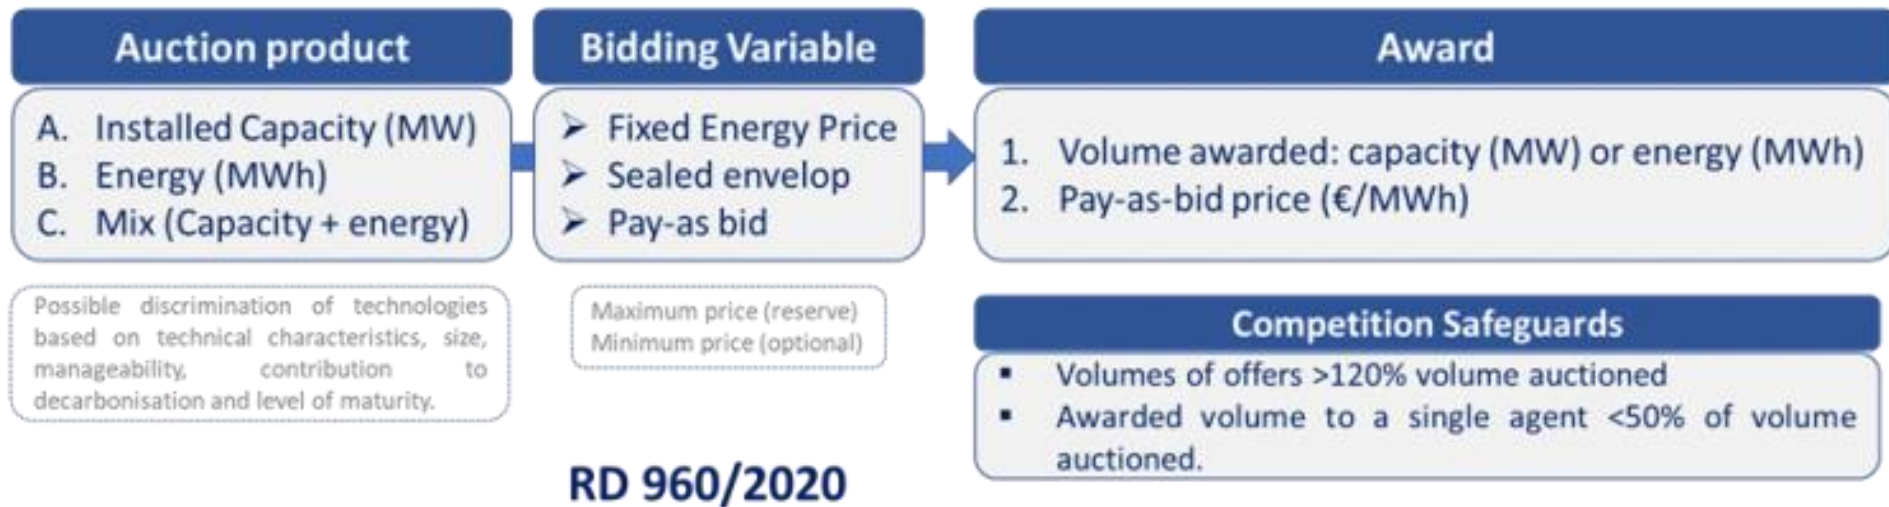 Auction product
A. Installed Capacity (MW)
B. Energy (MWh)
C. Mix (Capacity + energy)
Possible discrimination of technologies
based on technical characteristics, size,
manageability, contribution to
decarbonisation and level of maturity.
Bidding Variable
➢ Fixed Energy Price
➢ Sealed envelop
➢ Pay-as bid
Maximum price (reserve)
Minimum price (optional)
Award
1. Volume awarded: capacity (MW) or energy (MWh)
2. Pay-as-bid price (€/MWh)
Competition Safeguards
▪ Volumes of offers >120% volume auctioned
▪ Awarded volume to a single agent <50% of volume
auctioned.
RD 960/2020